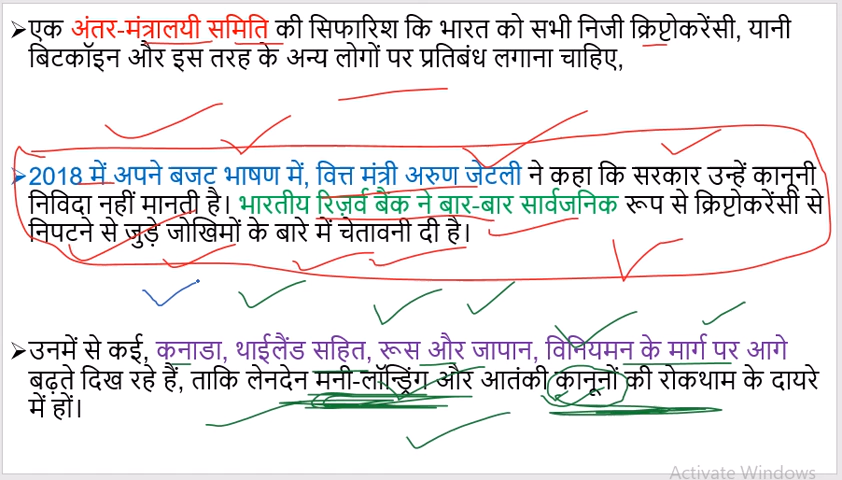 ➢एक अंतर-मंत्रालयी समिति की सिफारिश कि भारत को सभी निजी क्रिप्टोकरेंसी, यानी
बिटकॉइन और इस तरह के अन्य लोगों पर प्रतिबंध लगाना चाहिए,
➢2018 में अपने बजट भाषण में, वित्त मंत्री अरुण जेटली ने कहा कि सरकार उन्हें कानूनी
निविदा नहीं मानती है। भारतीय रिज़र्व बैंक ने बार-बार सार्वजनिक रूप से क्रिप्टोकरेंसी से
निपटने से जुड़े जोखिमों के बारे में चेतावनी दी है।
➢उनमें से कई, कनाडा, थाईलैंड सहित, रूस और जापान, विनियमन के मार्ग पर आगे
बढ़ते दिख रहे हैं, ताकि लेनदेन मनी-लॉन्ड्रिंग और आतंकी कानूनों की रोकथाम के दायरे
में हों।
Activate Windows